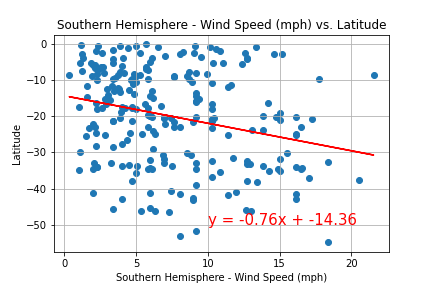 Southern Hemisphere - Wind Speed (mph) vs. Latitude
0
−10
−20
−30
−40
−50
Latitude
y = -0.76x + -14.36
0
5
10
15
20
Southern Hemisphere - Wind Speed (mph)